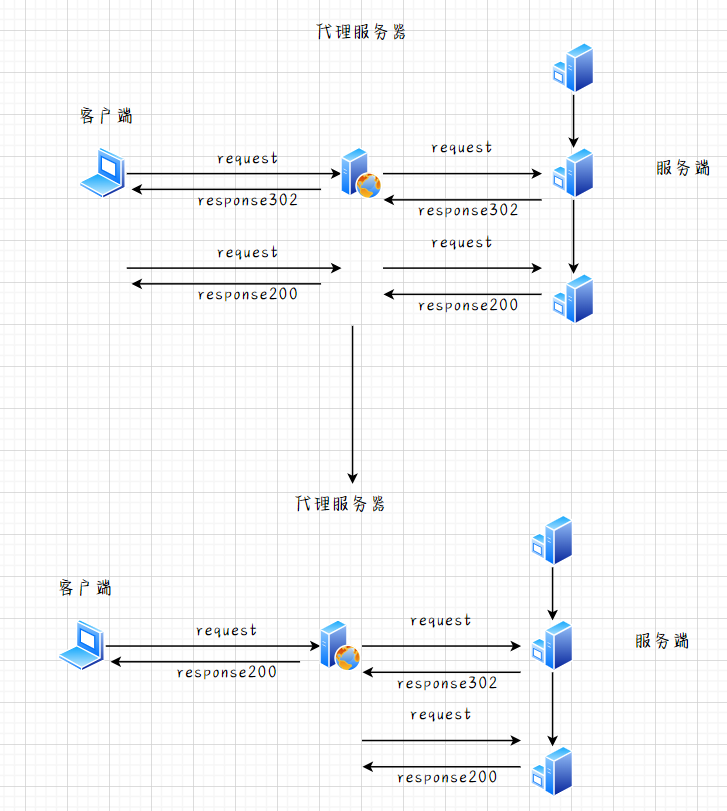 代理服务器
客户端
request
request
服务端
response302
response302
request
request
response200
response200
代理服务器
客户端
request
request
服务端
response200
response302
request
response200